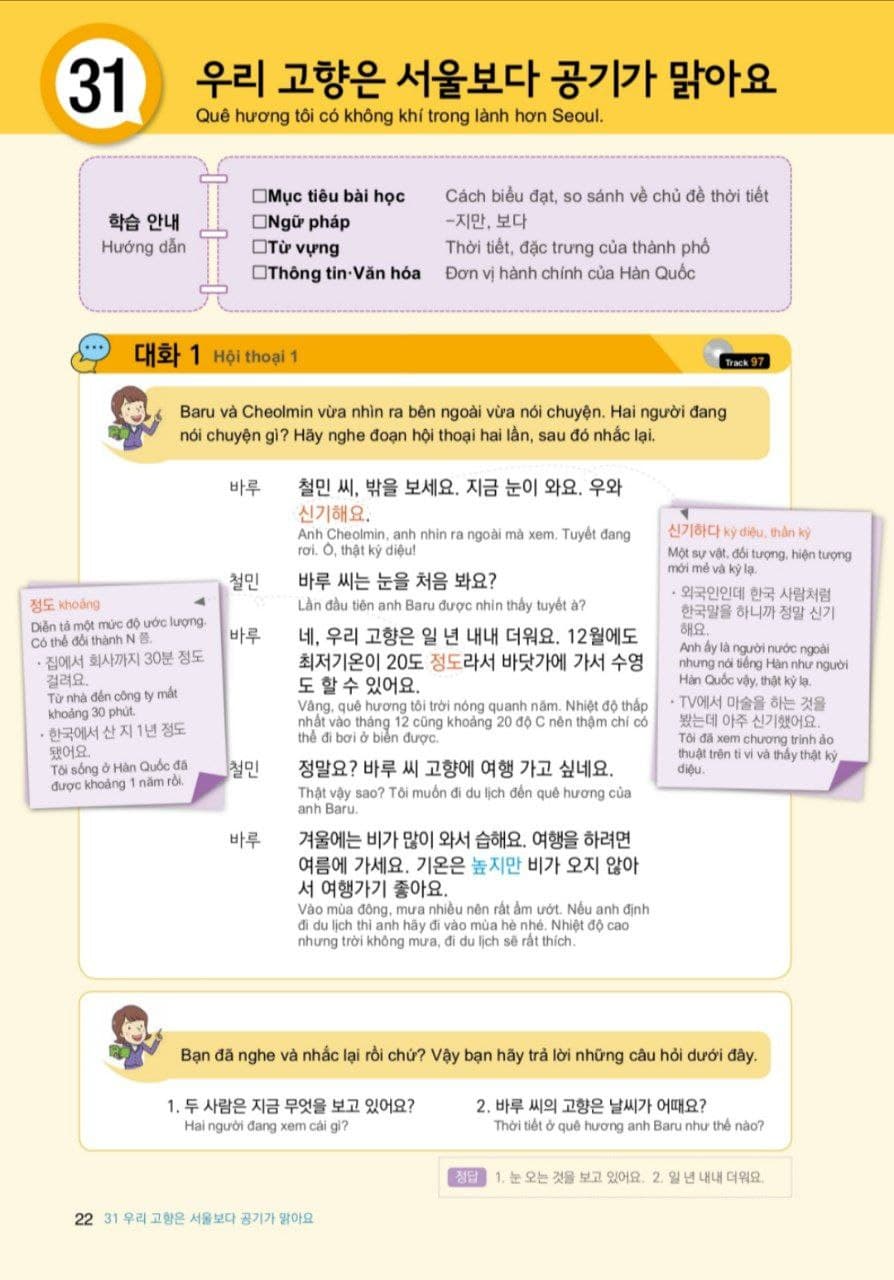 31
우리 고향은 서울보다 공기가 맑아요
Quê hương tôi có không khí trong lành hơn Seoul.
학습 안내
Hướng dẫn
□Mục tiêu bài học Cách biểu đạt, so sánh về chủ đề thời tiết
□Ngữ pháp –지만, 보다
□Từ vựng Thời tiết, đặc trưng của thành phố
□Thông tin·Văn hóa Đơn vị hành chính của Hàn Quốc
대화 1 Hội thoại 1
Track 97
Baru và Cheolmin vừa nhìn ra bên ngoài vừa nói chuyện. Hai người đang
nói chuyện gì? Hãy nghe đoạn hội thoại hai lần, sau đó nhắc lại.
바루 철민 씨, 밖을 보세요. 지금 눈이 와요. 우와
신기해요.
Anh Cheolmin, anh nhìn ra ngoài mà xem. Tuyết đang
rơi. Ồ, thật kỳ diệu!
철민 바루 씨는 눈을 처음 봐요?
Lần đầu tiên anh Baru được nhìn thấy tuyết à?
바루 네, 우리 고향은 일 년 내내 더워요. 12월에도
최저기온이 20도 정도라서 바닷가에 가서 수영
도 할 수 있어요.
Vâng, quê hương tôi trời nóng quanh năm. Nhiệt độ thấp
nhất vào tháng 12 cũng khoảng 20 độ C nên thậm chí có
thể đi bơi ở biển được.
철민 정말요? 바루 씨 고향에 여행 가고 싶네요.
Thật vậy sao? Tôi muốn đi du lịch đến quê hương của
anh Baru.
바루 겨울에는 비가 많이 와서 습해요. 여행을 하려면
여름에 가세요. 기온은 높지만 비가 오지 않아
서 여행가기 좋아요.
Vào mùa đông, mưa nhiều nên rất ẩm ướt. Nếu anh định
đi du lịch thì anh hãy đi vào mùa hè nhé. Nhiệt độ cao
nhưng trời không mưa, đi du lịch sẽ rất thích.
정도 khoảng
Diễn tả một mức độ ước lượng.
Có thể đổi thành N 쯤.
· 집에서 회사까지 30분 정도
걸려요.
Từ nhà đến công ty mất
khoảng 30 phút.
· 한국에서 산 지 1년 정도
됐어요.
Tôi sống ở Hàn Quốc đã
được khoảng 1 năm rồi.
신기하다 kỳ diệu, thần kỳ
Một sự vật, đối tượng, hiện tượng
mới mẻ và kỳ lạ.
· 외국인인데 한국 사람처럼
한국말을 하니까 정말 신기
해요.
Anh ấy là người nước ngoài
nhưng nói tiếng Hàn như người
Hàn Quốc vậy, thật kỳ lạ.
· TV에서 마술을 하는 것을
봤는데 아주 신기했어요.
Tôi đã xem chương trình ảo
thuật trên ti vi và thấy thật kỳ
diệu.
Bạn đã nghe và nhắc lại rồi chứ? Vậy bạn hãy trả lời những câu hỏi dưới đây.
1. 두 사람은 지금 무엇을 보고 있어요?
Hai người đang xem cái gì?
2. 바루 씨의 고향은 날씨가 어때요?
Thời tiết ở quê hương anh Baru như thế nào?
정답 1. 눈 오는 것을 보고 있어요. 2. 일 년 내내 더워요.
22 31 우리 고향은 서울보다 공기가 맑아요